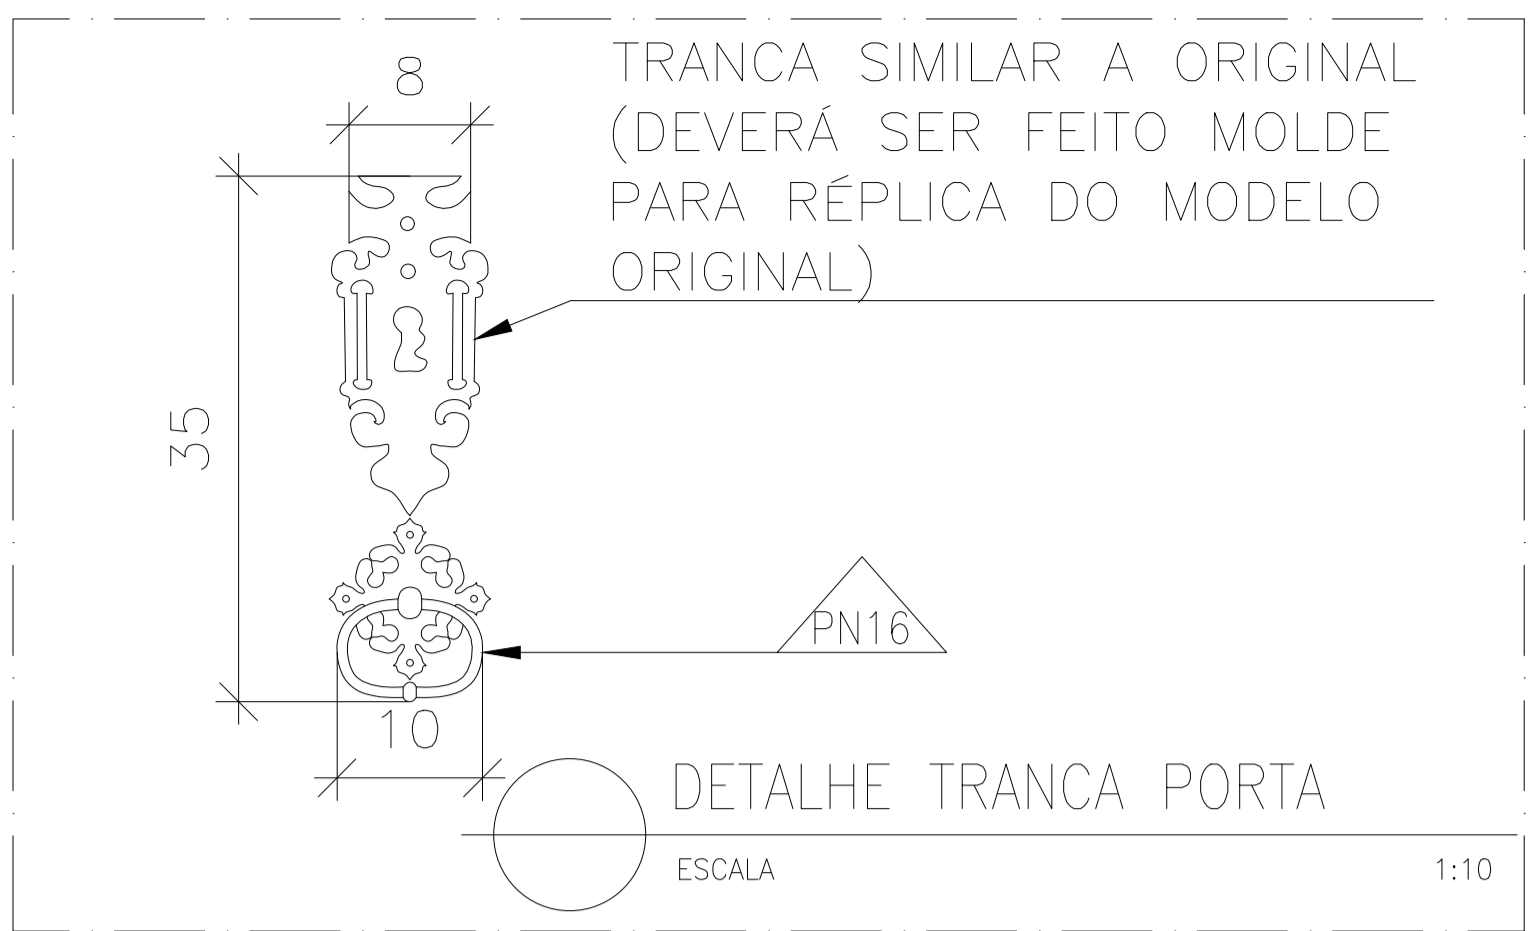 8
TRANCA SIMILAR A ORIGINAL
(DEVERÁ SER FEITO MOLDE
PARA RÉPLICA DO MODELO
ORIGINAL)
35
PN16
10
DETALHE TRANCA PORTA
ESCALA 1:10